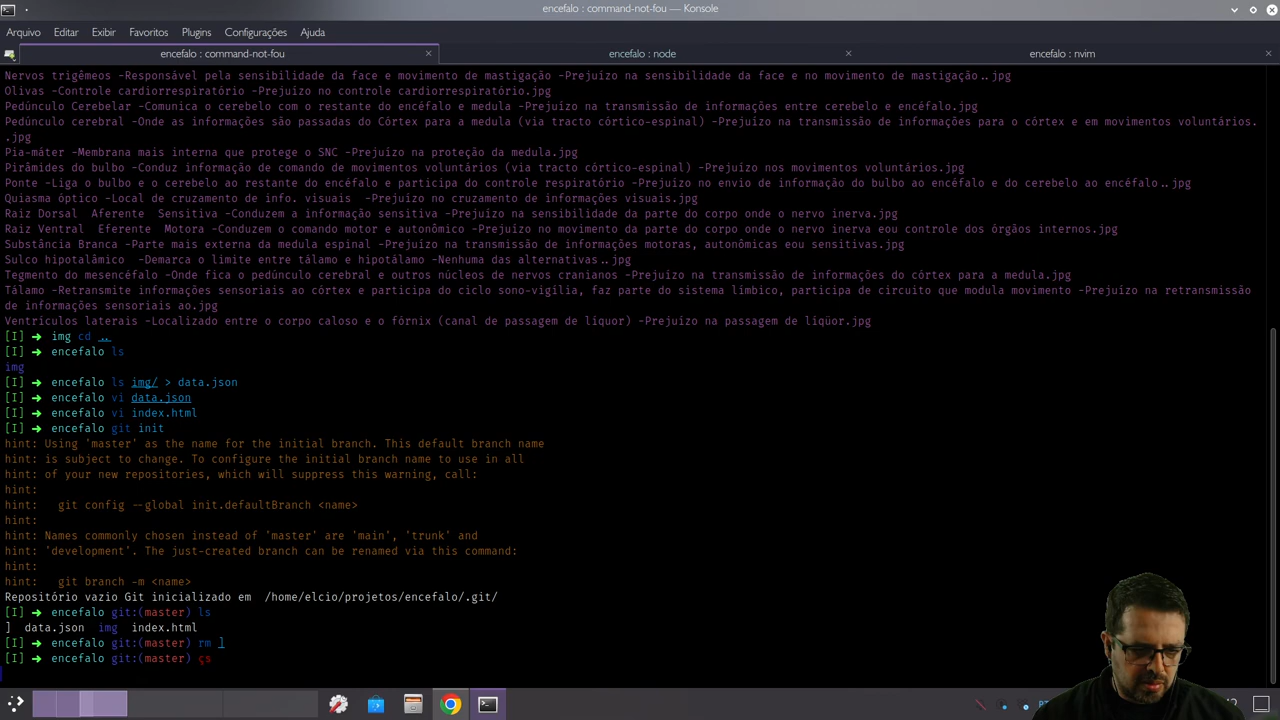 encefalo : command-not-fou — Konsole
Arquivo Editar Exibir Favoritos Plugins Configurações Ajuda
encefalo : command-not-fou encefalo : node encefalo : nvim
Nervos trigêmeos -Responsável pela sensibilidade da face e movimento de mastigação -Prejuízo na sensibilidade da face e no movimento de mastigação..jpg
Olivas -Controle cardiorrespiratório -Prejuízo no controle cardiorrespiratório.jpg
Pedúnculo Cerebelar -Comunica o cerebelo com o restante do encéfalo e medula -Prejuízo na transmissão de informações entre cerebelo e encéfalo.jpg
Pedúnculo cerebral -Onde as informações são passadas do Córtex para a medula (via tracto córtico-espinal) -Prejuízo na transmissão de informações para o córtex e em movimentos voluntários.
.jpg
Pia-máter -Membrana mais interna que protege o SNC -Prejuízo na proteção da medula.jpg
Pirâmides do bulbo -Conduz informação de comando de movimentos voluntários (via tracto córtico-espinal) -Prejuízo nos movimentos voluntários.jpg
Ponte -Liga o bulbo e o cerebelo ao restante do encéfalo e participa do controle respiratório -Prejuízo no envio de informação do bulbo ao encéfalo e do cerebelo ao encéfalo..jpg
Quiasma óptico -Local de cruzamento de info. visuais  -Prejuízo no cruzamento de informações visuais.jpg
Raiz Dorsal  Aferente  Sensitiva -Conduzem a informação sensitiva -Prejuízo na sensibilidade da parte do corpo onde o nervo inerva.jpg
Raiz Ventral  Eferente  Motora -Conduzem o comando motor e autonômico -Prejuízo no movimento da parte do corpo onde o nervo inerva eou controle dos órgãos internos.jpg
Substância Branca -Parte mais externa da medula espinal -Prejuízo na transmissão de informações motoras, autonômicas eou sensitivas.jpg
Sulco hipotalâmico  -Demarca o limite entre tálamo e hipotálamo -Nenhuma das alternativas..jpg
Tegmento do mesencéfalo -Onde fica o pedúnculo cerebral e outros núcleos de nervos cranianos -Prejuízo na transmissão de informações do córtex para a medula.jpg
Tálamo -Retransmite informações sensoriais ao córtex e participa do ciclo sono-vigília, faz parte do sistema límbico, participa de circuito que modula movimento -Prejuízo na retransmissão
de informações sensoriais ao.jpg
Ventrículos laterais -Localizado entre o corpo caloso e o fórnix (canal de passagem de líquor) -Prejuízo na passagem de liqüor.jpg
[I] ➜ img cd ..
[I] ➜ encefalo ls
img
[I] ➜ encefalo ls img/ > data.json
[I] ➜ encefalo vi data.json
[I] ➜ encefalo vi index.html
[I] ➜ encefalo git init
hint: Using 'master' as the name for the initial branch. This default branch name
hint: is subject to change. To configure the initial branch name to use in all
hint: of your new repositories, which will suppress this warning, call:
hint:
hint:   git config --global init.defaultBranch <name>
hint:
hint: Names commonly chosen instead of 'master' are 'main', 'trunk' and
hint: 'development'. The just-created branch can be renamed via this command:
hint:
hint:   git branch -m <name>
Repositório vazio Git inicializado em  /home/elcio/projetos/encefalo/.git/
[I] ➜ encefalo git:(master) ls
]  data.json  img  index.html
[I] ➜ encefalo git:(master) rm ]
[I] ➜ encefalo git:(master) çs